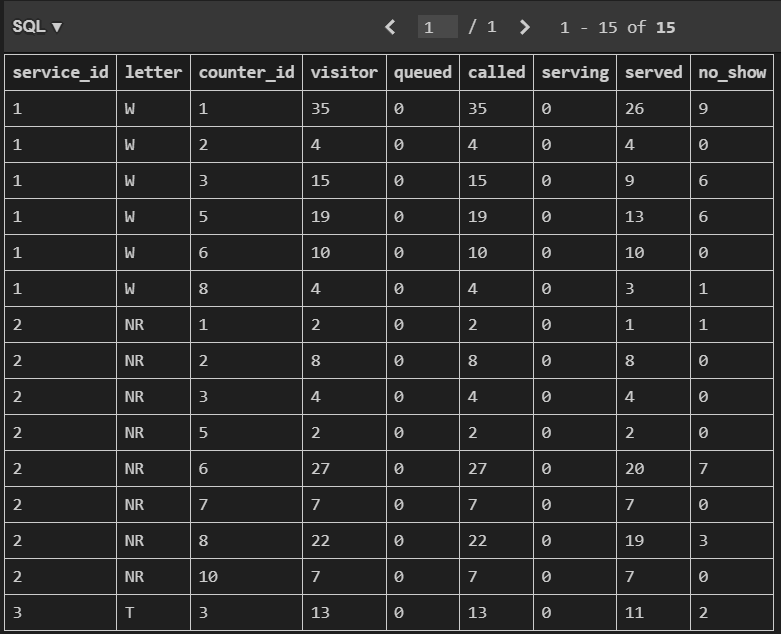 SQL ▼ < 1 / 1 > 1 - 15 of 15
service_id letter counter_id visitor queued called serving served no_show
1 W 1 35 0 35 0 26 9
1 W 2 4 0 4 0 4 0
1 W 3 15 0 15 0 9 6
1 W 5 19 0 19 0 13 6
1 W 6 10 0 10 0 10 0
1 W 8 4 0 4 0 3 1
2 NR 1 2 0 2 0 1 1
2 NR 2 8 0 8 0 8 0
2 NR 3 4 0 4 0 4 0
2 NR 5 2 0 2 0 2 0
2 NR 6 27 0 27 0 20 7
2 NR 7 7 0 7 0 7 0
2 NR 8 22 0 22 0 19 3
2 NR 10 7 0 7 0 7 0
3 T 3 13 0 13 0 11 2